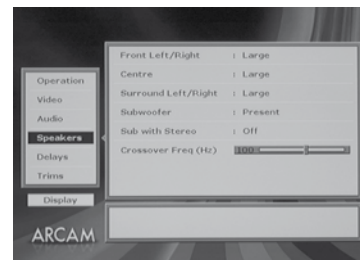 Front Left/Right : Large
Centre : Large
Surround Left/Right : Large
Subwoofer : Present
Sub with Stereo : Off
Crossover Freq (Hz) 100
Operation
Video
Audio
Speakers
Delays
Trims
Display
ARCAM